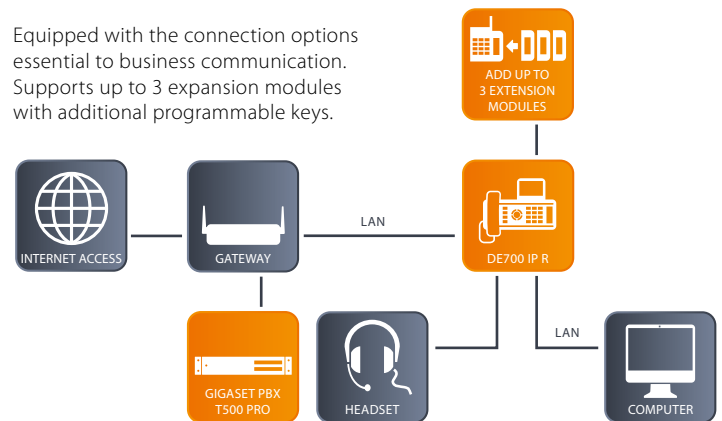 Equipped with the connection options
essential to business communication.
Supports up to 3 expansion modules
with additional programmable keys.
ADD UP TO
3 EXTENSION
MODULES
INTERNET ACCESS
GATEWAY
LAN
DE700 IP R
GIGASET PBX
T500 PRO
HEADSET
LAN
COMPUTER